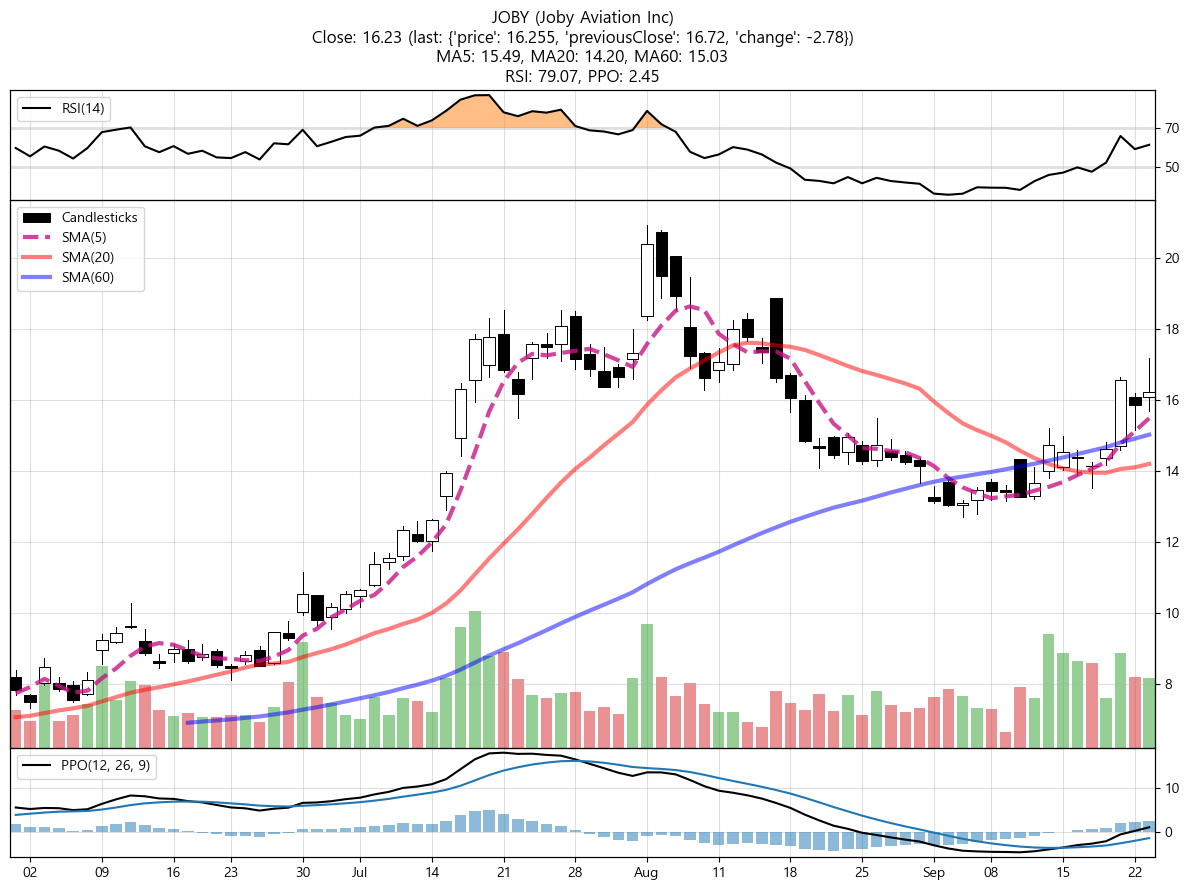 JOBY (Joby Aviation Inc)
Close: 16.23 (last: {'price': 16.255, 'previousClose': 16.72, 'change': -2.78})
MA5: 15.49, MA20: 14.20, MA60: 15.03
RSI: 79.07, PPO: 2.45
RSI(14)
70
50
Candlesticks
SMA(5)
SMA(20)
SMA(60)
20
18
16
14
12
10
8
PPO(12, 26, 9)
10
0
02 09 16 23 30 Jul 14 21 28 Aug 11 18 25 Sep 08 15 22